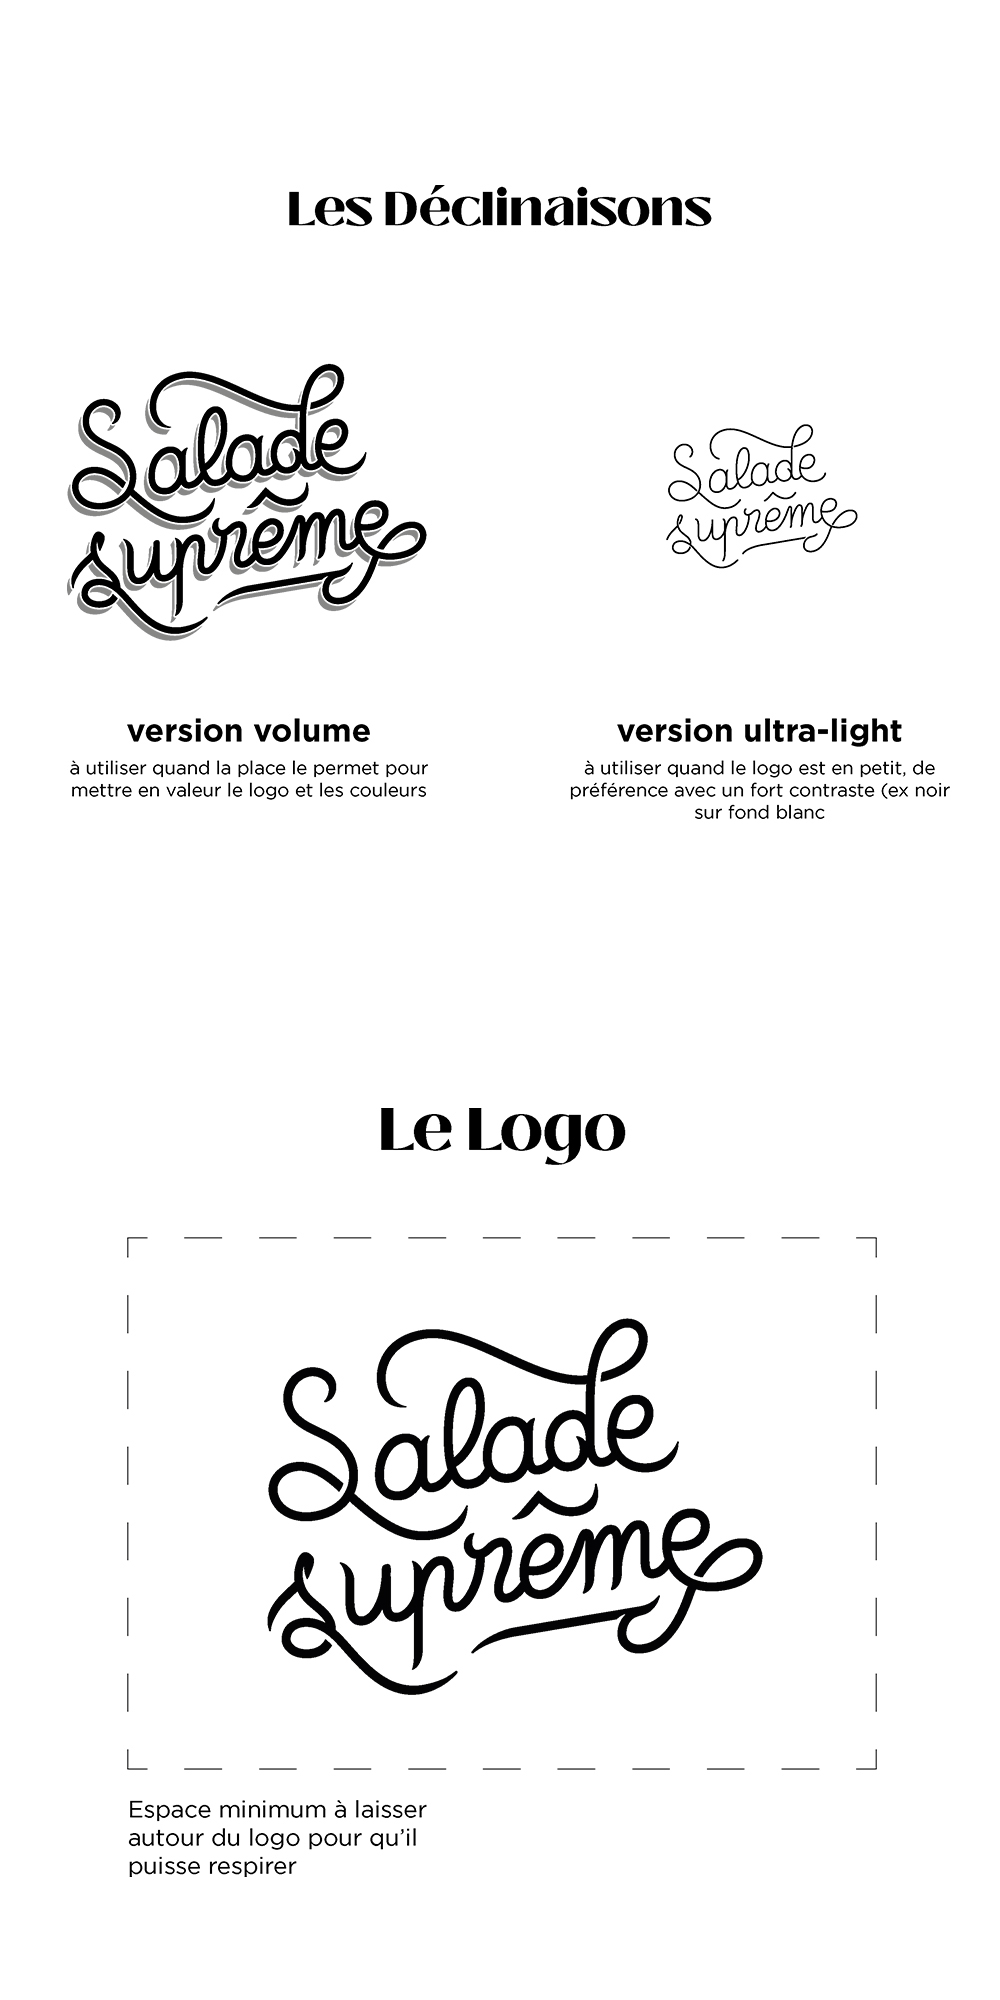 Les Déclinaisons
Salade
suprême
Salade
suprême
version volume
à utiliser quand la place le permet pour
mettre en valeur le logo et les couleurs
version ultra-light
à utiliser quand le logo est en petit, de
préférence avec un fort contraste (ex noir
sur fond blanc
Le Logo
Salade
suprême
Espace minimum à laisser
autour du logo pour qu’il
puisse respirer